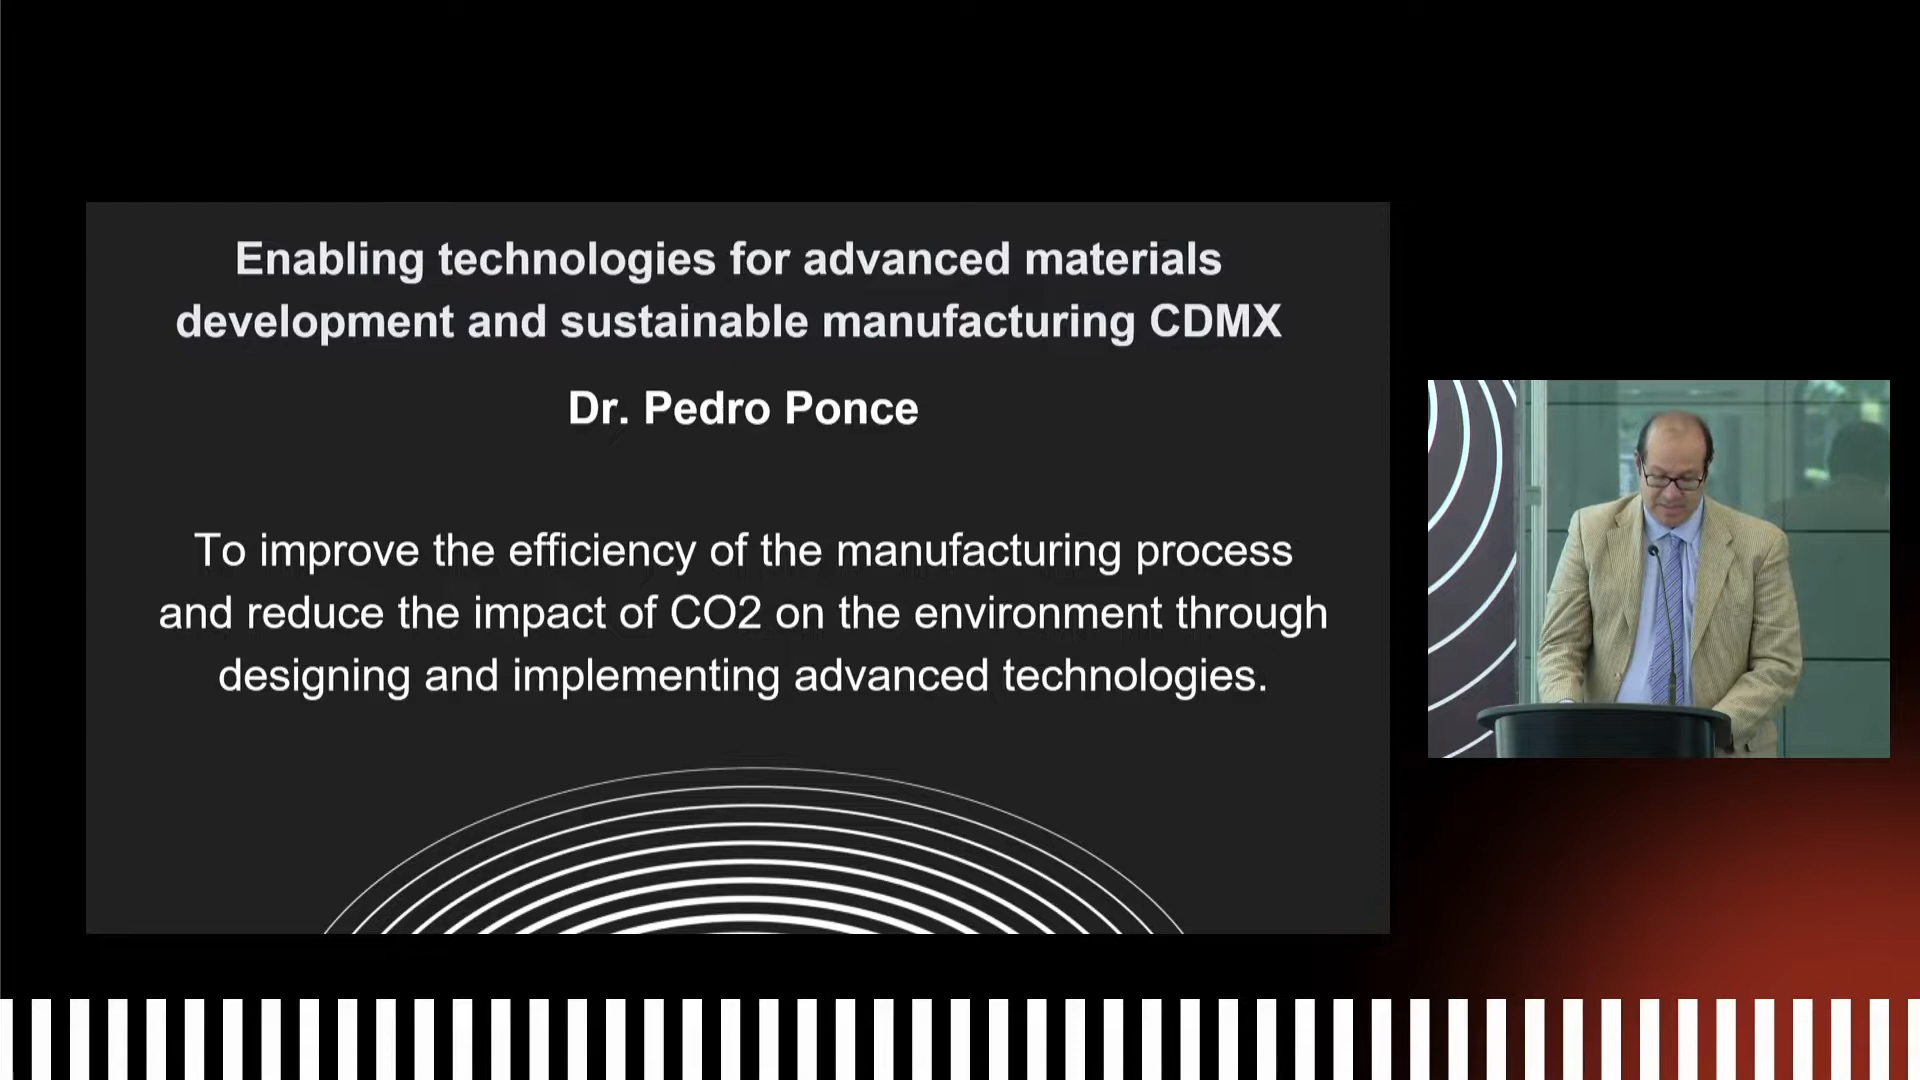 Enabling technologies for advanced materials
development and sustainable manufacturing CDMX
Dr. Pedro Ponce
To improve the efficiency of the manufacturing process
and reduce the impact of CO2 on the environment through
designing and implementing advanced technologies.